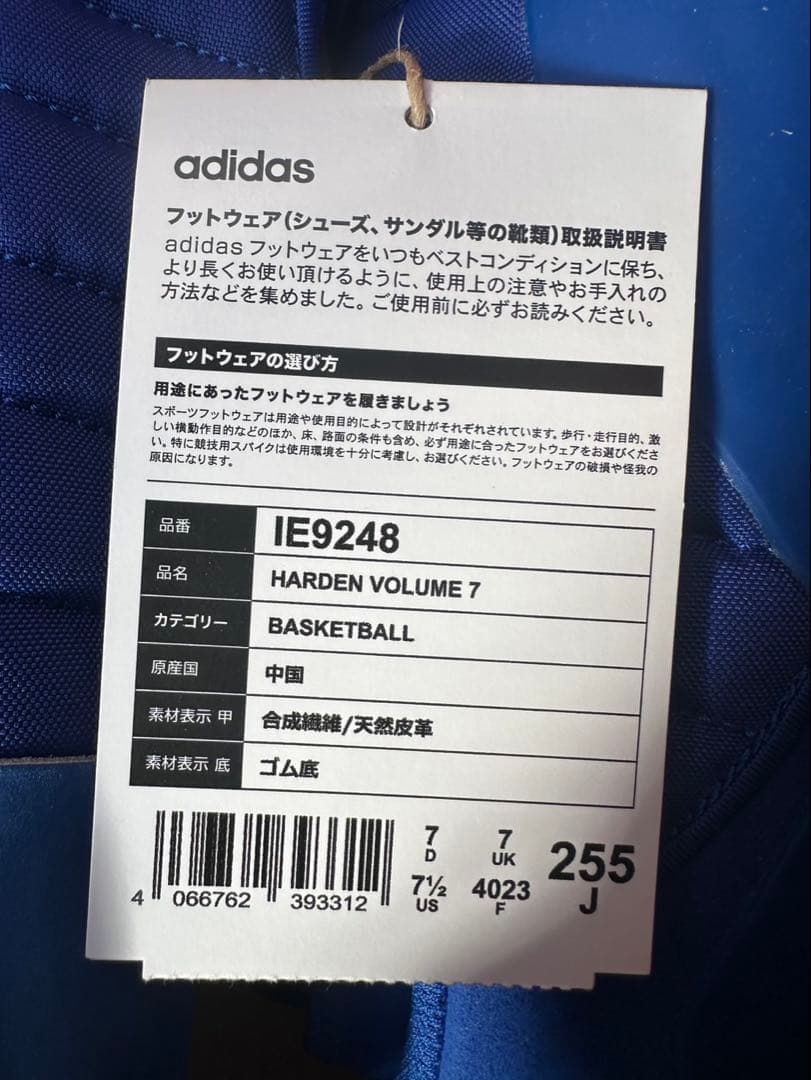 adidas
フットウェア(シューズ、サンダル等の靴類)取扱説明書
adidas フットウェアをいつもベストコンディションに保ち、
より長くお使い頂けるように、使用上の注意やお手入れの
方法などを集めました。ご使用前に必ずお読みください。
フットウェアの選び方
用途にあったフットウェアを履きましょう
スポーツフットウェアは用途や使用目的によって設計がそれぞれされています。歩行・走行目的、激
しい横動作目的などのほか、床、路面の条件も含め、必ず用途に合ったフットウェアをお選びくださ
い。特に競技用スパイクは使用環境を十分に考慮し、お選びください。フットウェアの破損や怪我の
原因になります。
品番 IE9248
品名 HARDEN VOLUME 7
カテゴリー BASKETBALL
原産国 中国
素材表示 甲 合成繊維/天然皮革
素材表示 底 ゴム底
7 7 255
D UK J
7½ 4023
US F
4 066762 393312